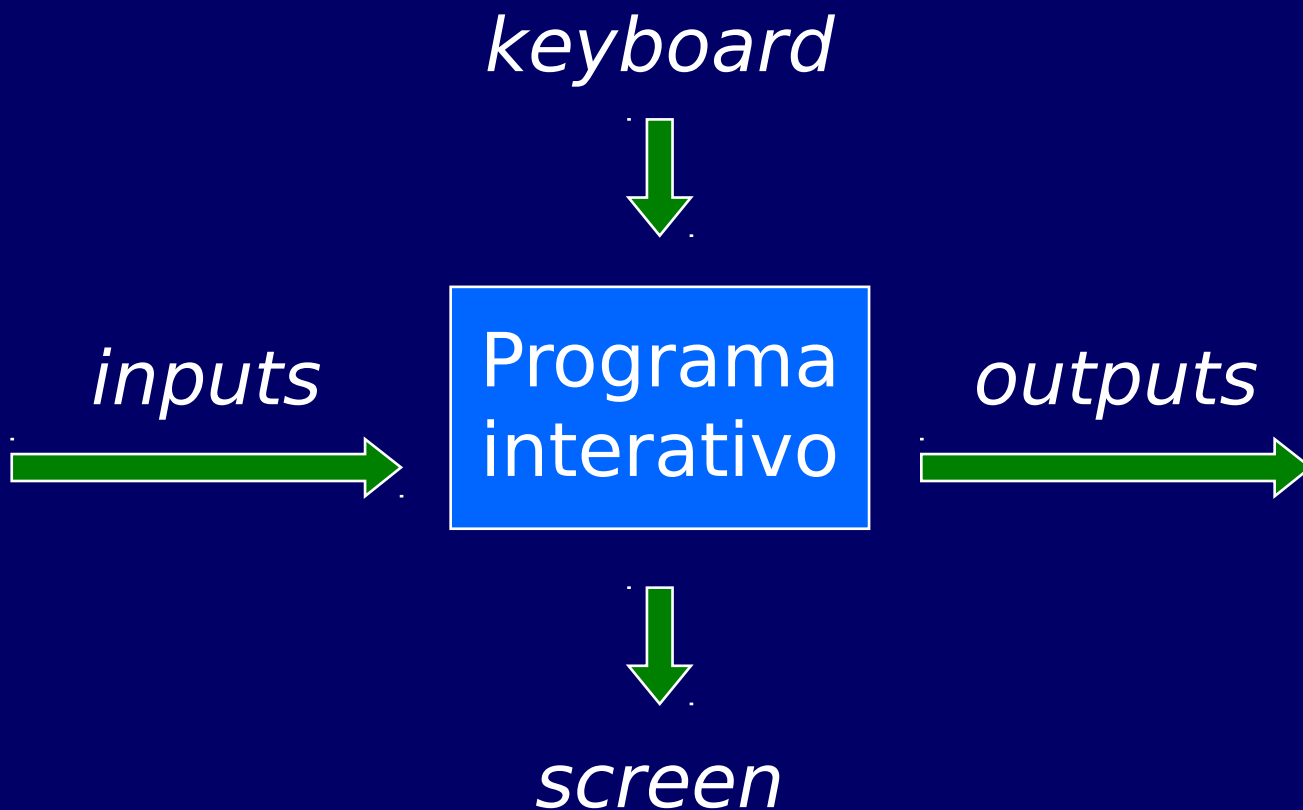 keyboard
inputs
Programa
interativo
outputs
screen